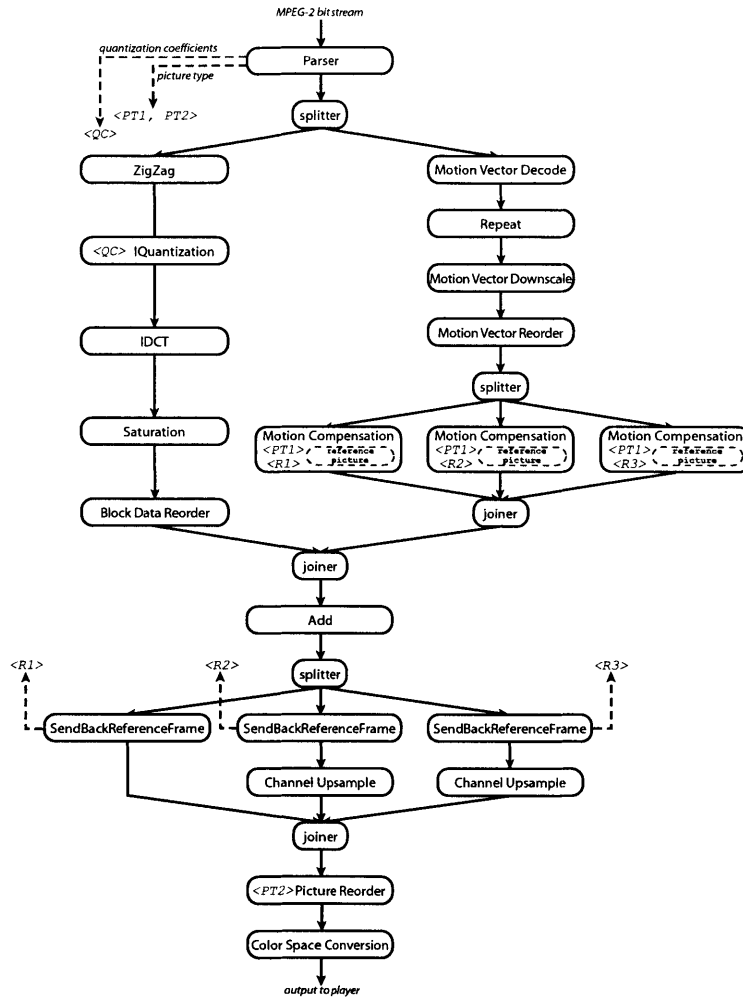 MPEG-2 bit stream
quantization coefficients
Parser
picture type
<PT1, PT2>
splitter
<QC>
ZigZag
Motion Vector Decode
Repeat
<QC> IQuantization
Motion Vector Downscale
IDCT
Motion Vector Reorder
splitter
Saturation
Motion Compensation
<PT1>
<R1>
reference
picture
Motion Compensation
<PT1>
<R2>
reference
picture
Motion Compensation
<PT1>
<R3>
reference
picture
Block Data Reorder
joiner
joiner
Add
<R1>
<R2>
splitter
<R3>
SendBackReferenceFrame
SendBackReferenceFrame
SendBackReferenceFrame
Channel Upsample
Channel Upsample
joiner
<PT2>Picture Reorder
Color Space Conversion
output to player